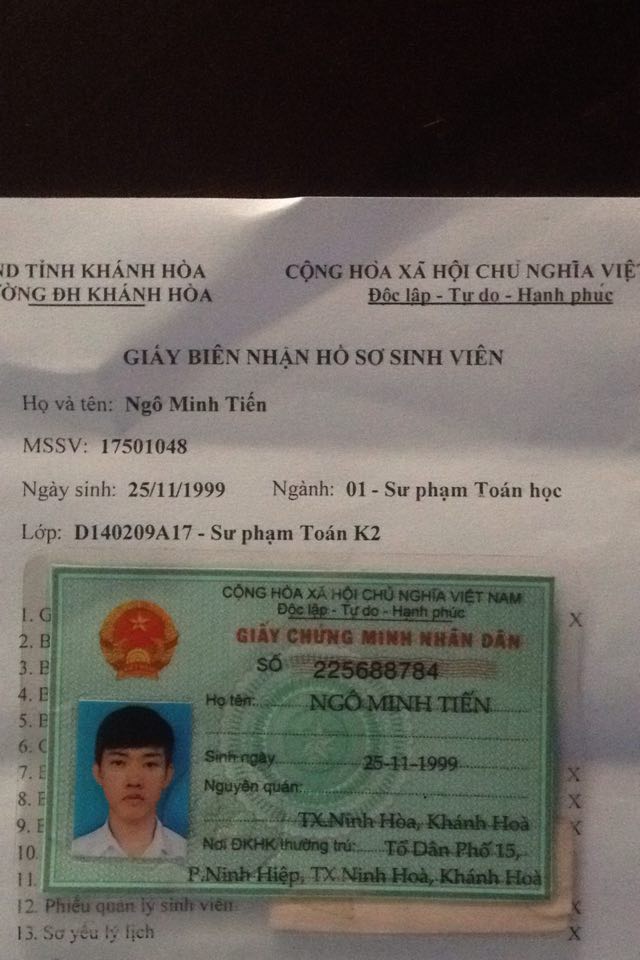 ND TỈNH KHÁNH HÒA
ỜNG ĐH KHÁNH HÒA
CỘNG HÒA XÃ HỘI CHỦ NGHĨA VIỆT
Độc lập - Tự do - Hạnh phúc
GIẤY BIÊN NHẬN HỒ SƠ SINH VIÊN
Họ và tên: Ngô Minh Tiến
MSSV: 17501048
Ngày sinh: 25/11/1999 Ngành: 01 - Sư phạm Toán học
Lớp: D140209A17 - Sư phạm Toán K2
1. G X
2. B
3. B
4. B
5. B
6. C
7. X
8. X
9. X
10.
11
12. Phiếu quản lý sinh viên X
13. Sơ yếu lý lịch X
CỘNG HÒA XÃ HỘI CHỦ NGHĨA VIỆT NAM
Độc lập - Tự do - Hạnh phúc
GIẤY CHỨNG MINH NHÂN DÂN
SỐ 225688784
Họ tên: NGÔ MINH TIẾN
Sinh ngày 25-11-1999
Nguyên quán:
TX.Ninh Hòa, Khánh Hoà
Nơi ĐKHK thường trú: Tổ Dân Phố 15,
P.Ninh Hiệp, TX Ninh Hoà, Khánh Hoà